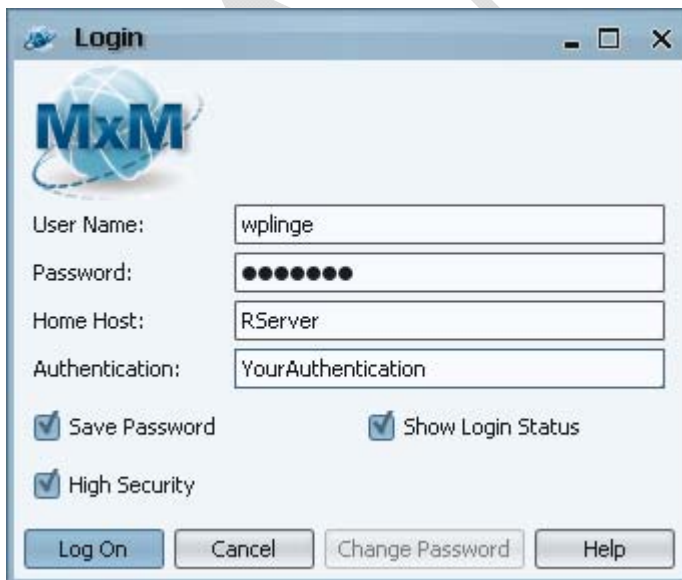 Login
MxM
User Name: wplinge
Password: ●●●●●●●
Home Host: RServer
Authentication: YourAuthentication
Save Password Show Login Status
High Security
Log On Cancel Change Password Help